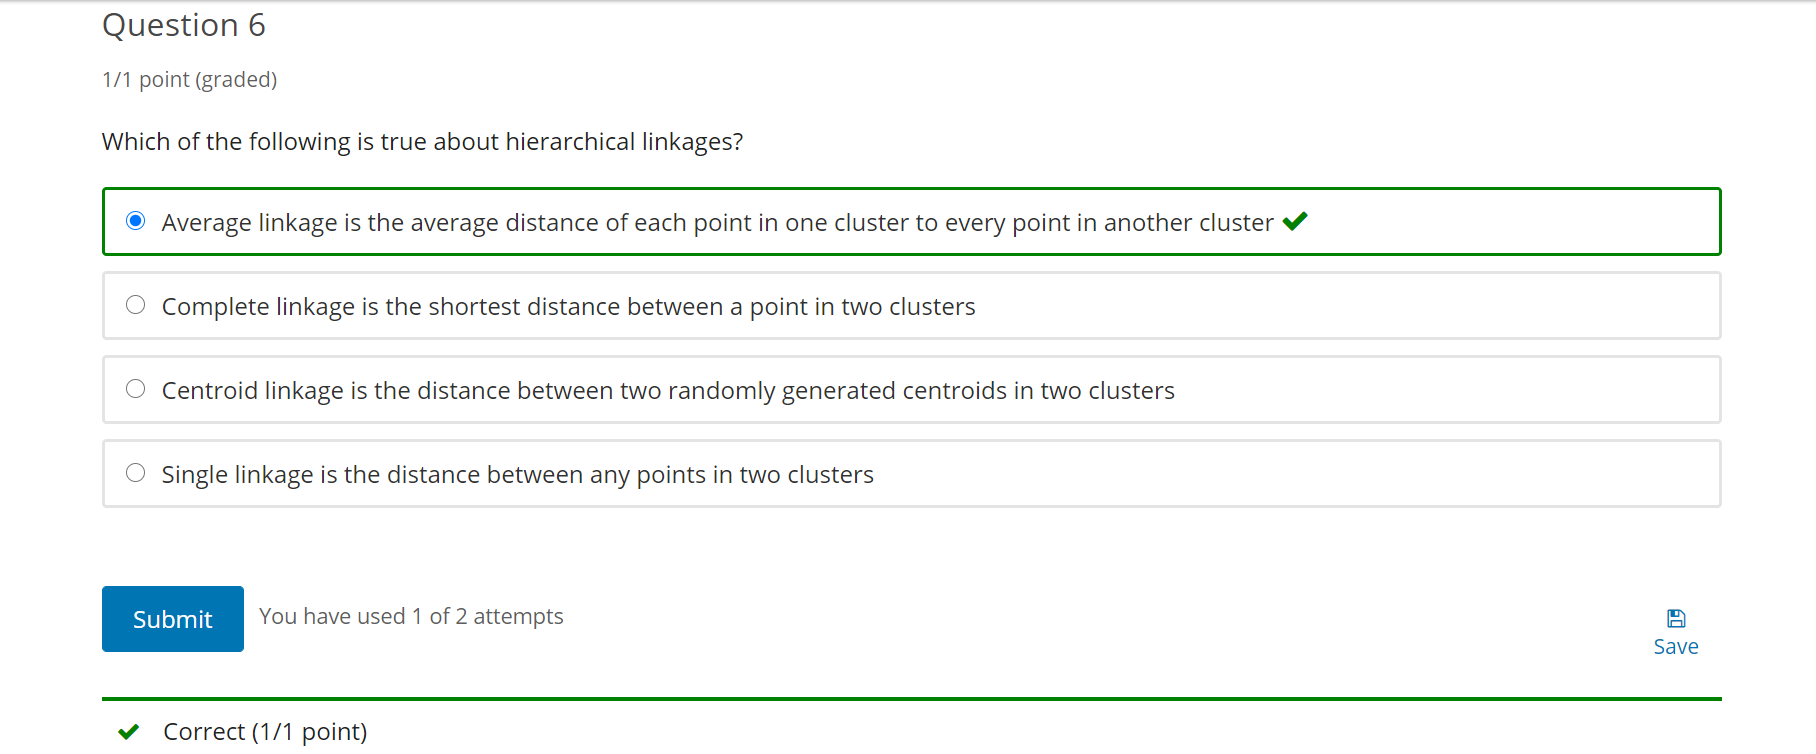 Question 6
1/1 point (graded)
Which of the following is true about hierarchical linkages?
Average linkage is the average distance of each point in one cluster to every point in another cluster
Complete linkage is the shortest distance between a point in two clusters
Centroid linkage is the distance between two randomly generated centroids in two clusters
Single linkage is the distance between any points in two clusters
Submit You have used 1 of 2 attempts
Save
Correct (1/1 point)